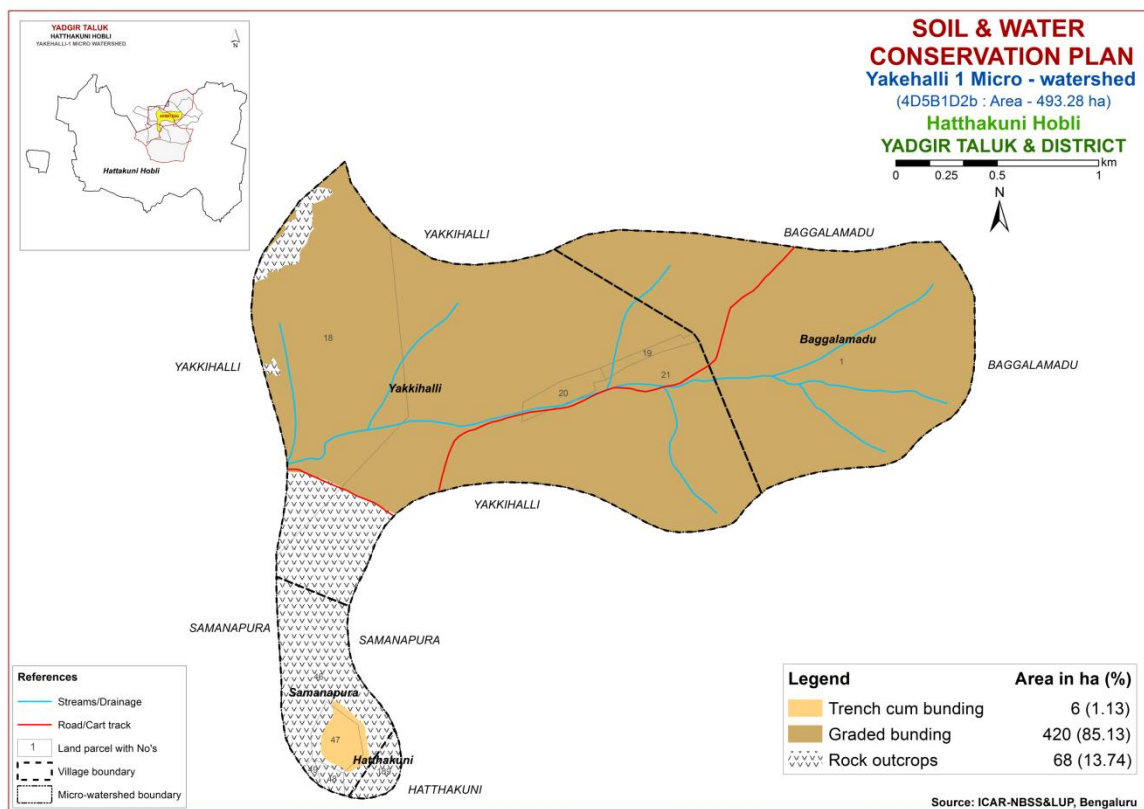 YADGIR TALUK
HATTHAKUNI HOBLI
YAKEHALLI-1 MICRO WATERSHED
N
Hattakuni Hobli
SOIL & WATER
CONSERVATION PLAN
Yakehalli 1 Micro - watershed
(4D5B1D2b : Area - 493.28 ha)
Hatthakuni Hobli
YADGIR TALUK & DISTRICT
km
0 0.25 0.5 1
N
YAKKIHALLI
BAGGALAMADU
18
19
Baggalamadu
YAKKIHALLI
21
1
BAGGALAMADU
Yakkihalli
20
YAKKIHALLI
SAMANAPURA
SAMANAPURA
Samanapura
47
Hatthakuni
HATTHAKUNI
References
Streams/Drainage
Road/Cart track
1 Land parcel with No's
Village boundary
Micro-watershed boundary
Legend Area in ha (%)
Trench cum bunding 6 (1.13)
Graded bunding 420 (85.13)
Rock outcrops 68 (13.74)
Source: ICAR-NBSS&LUP, Bengaluru